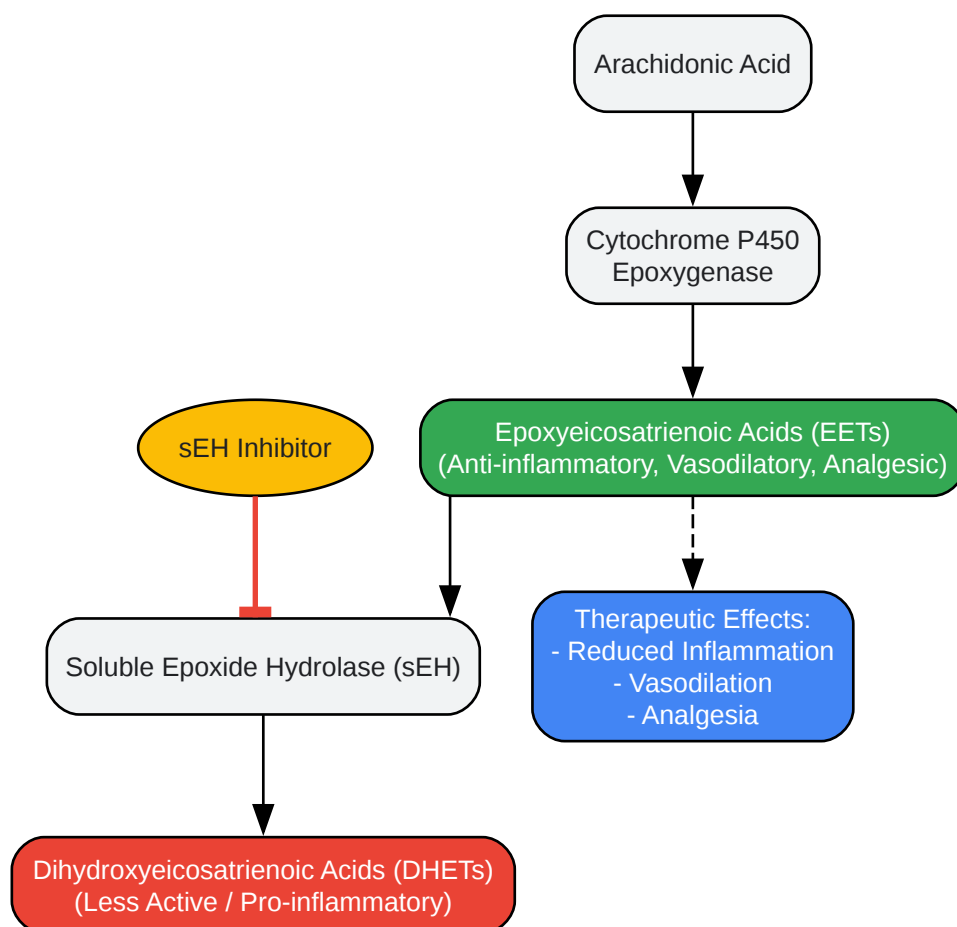 Arachidonic Acid
Cytochrome P450
Epoxygenase
sEH Inhibitor
Epoxyeicosatrienoic Acids (EETs)
(Anti-inflammatory, Vasodilatory, Analgesic)
Soluble Epoxide Hydrolase (sEH)
Therapeutic Effects:
- Reduced Inflammation
- Vasodilation
- Analgesia
Dihydroxyeicosatrienoic Acids (DHETs)
(Less Active / Pro-inflammatory)